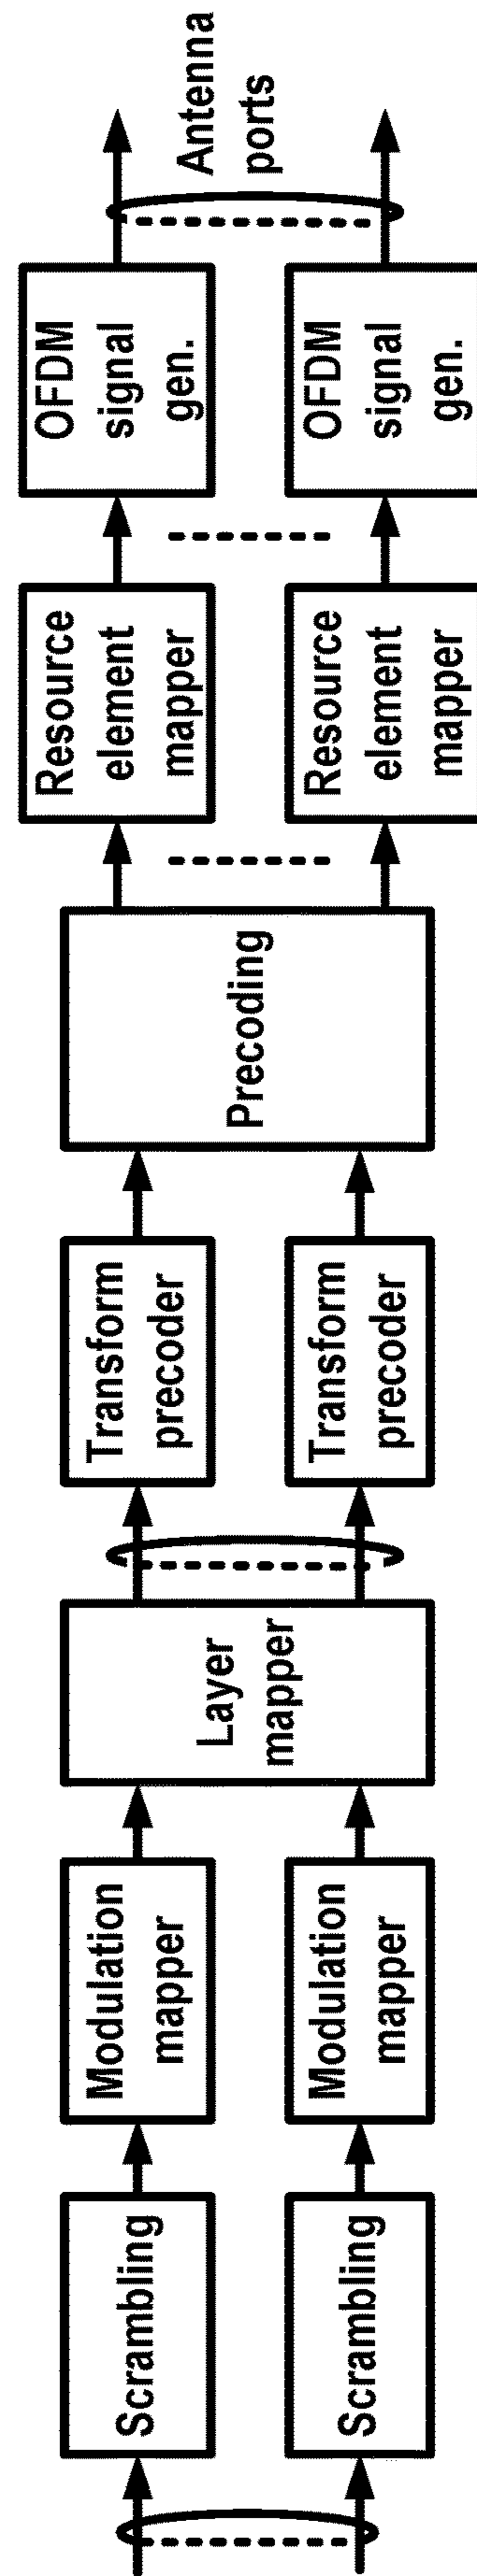 Scrambling
Scrambling
Modulation
mapper
Modulation
mapper
Layer
mapper
Transform
precoder
Transform
precoder
Precoding
Resource
element
mapper
Resource
element
mapper
OFDM
signal
gen.
OFDM
signal
gen.
Antenna
ports